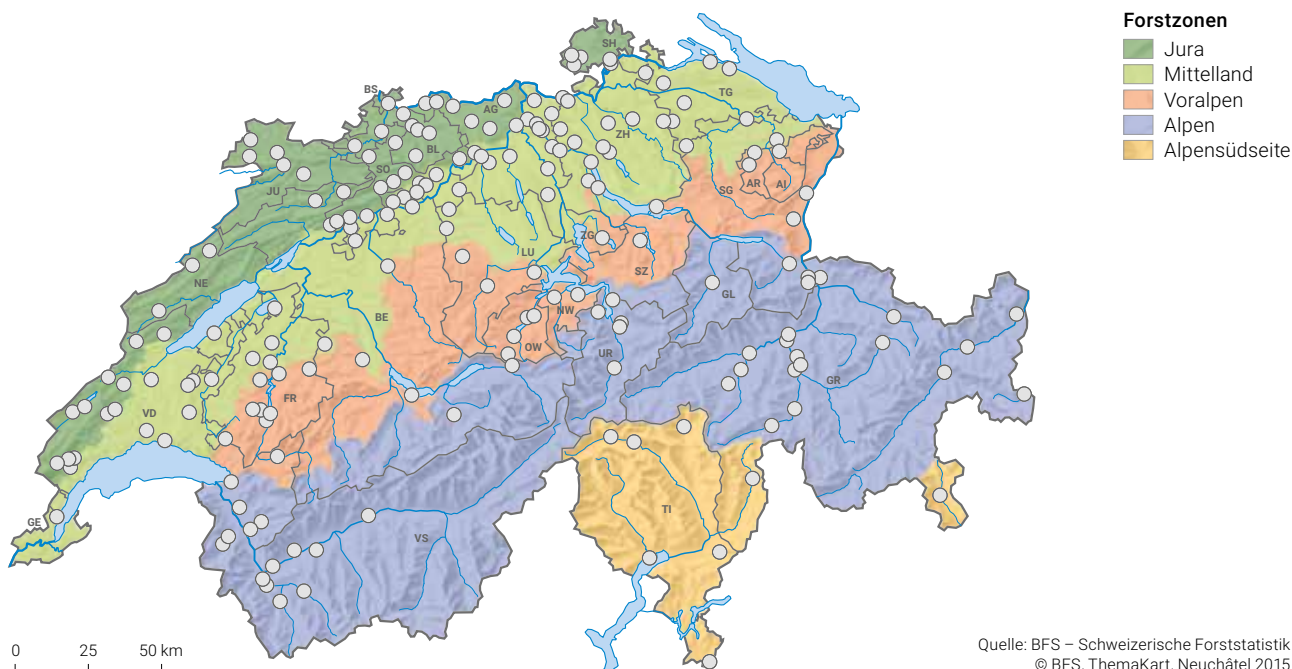 Forstzonen
Jura
Mittelland
Voralpen
Alpen
Alpensüdseite
SH
BS
AG
TG
BL
ZH
SO
JU
SG
AR
AI
ZG
LU
SZ
NE
GL
NW
BE
OW
UR
GR
FR
VD
TI
GE
VS
0 25 50 km
Quelle: BFS – Schweizerische Forststatistik
© BFS, ThemaKart, Neuchâtel 2015